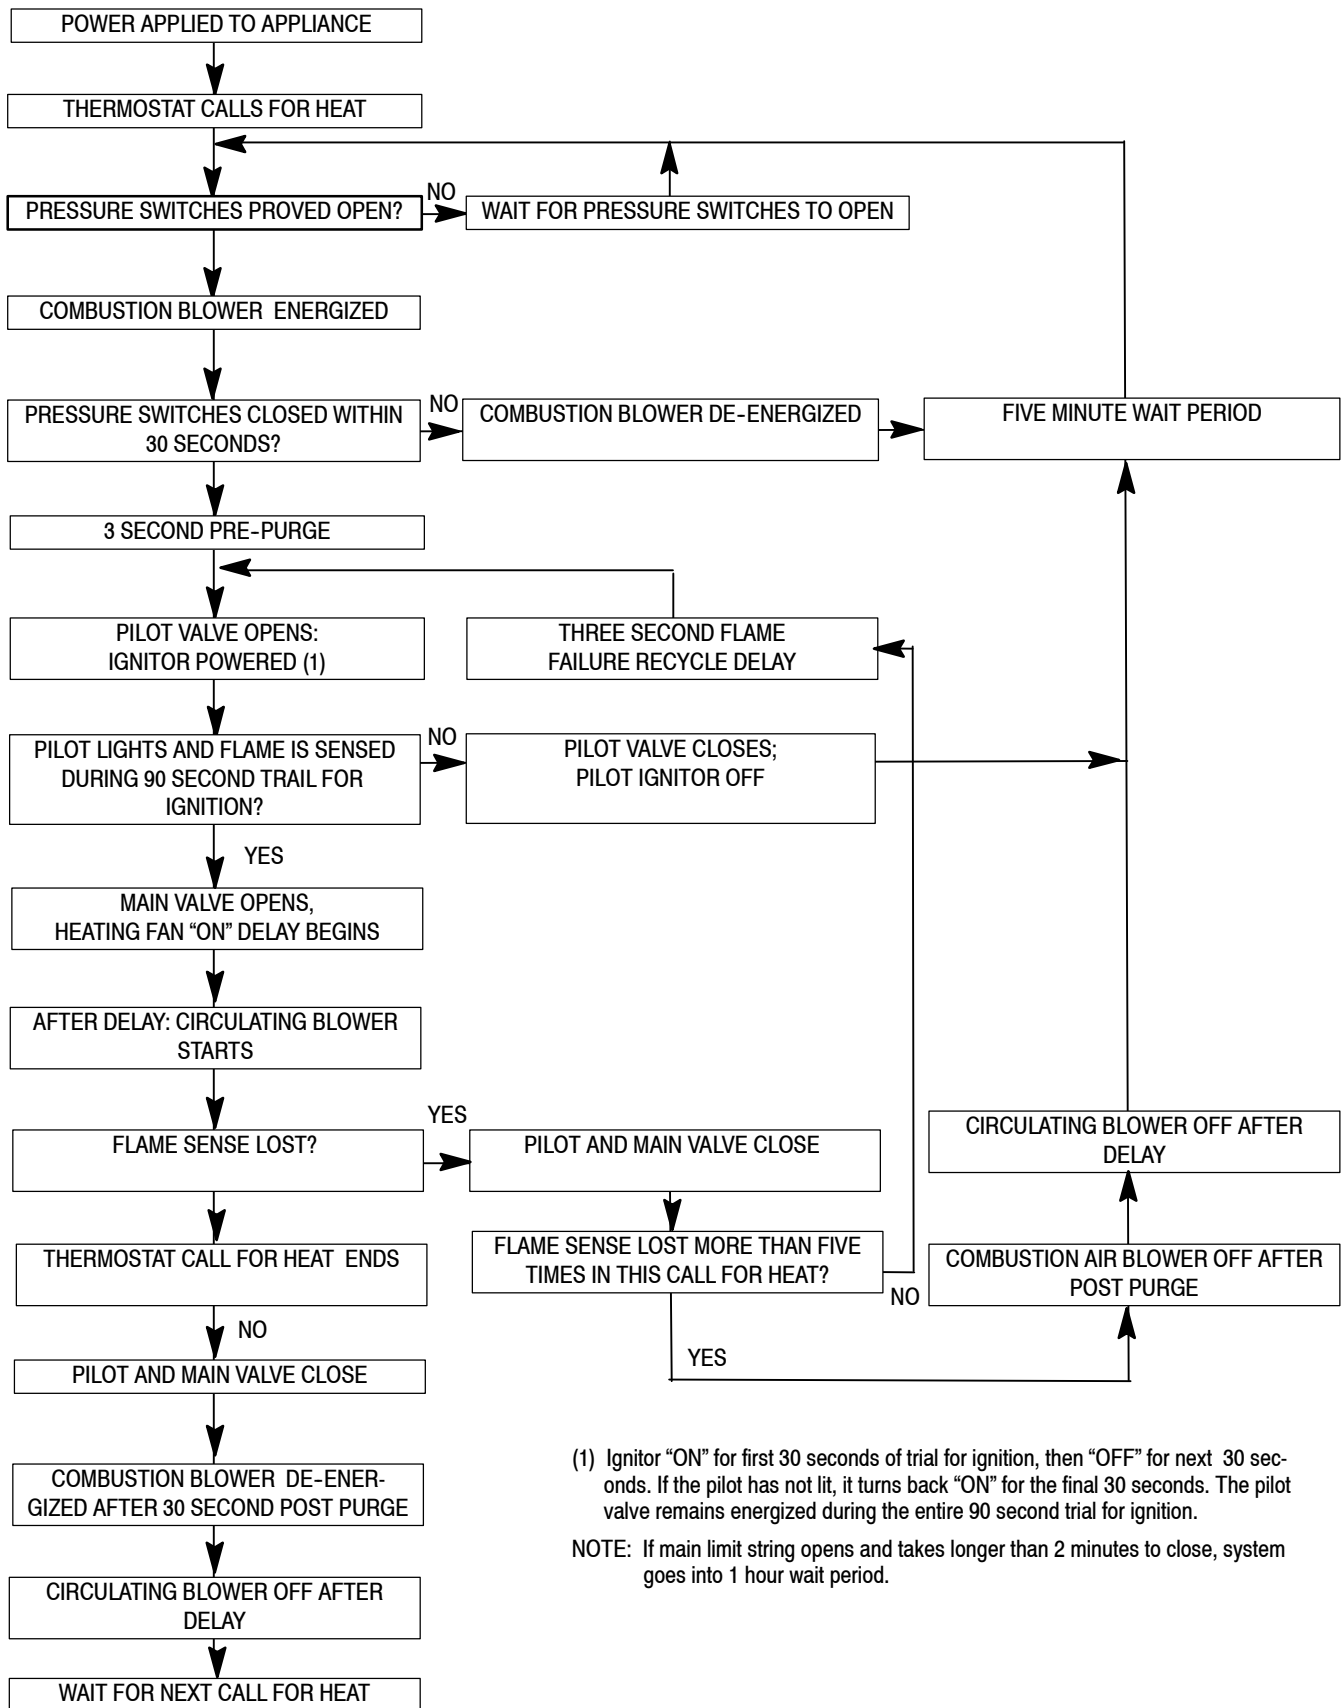 POWER APPLIED TO APPLIANCE
THERMOSTAT CALLS FOR HEAT
PRESSURE SWITCHES PROVED OPEN?
NO
WAIT FOR PRESSURE SWITCHES TO OPEN
COMBUSTION BLOWER ENERGIZED
PRESSURE SWITCHES CLOSED WITHIN
30 SECONDS?
NO
COMBUSTION BLOWER DE-ENERGIZED
FIVE MINUTE WAIT PERIOD
3 SECOND PRE-PURGE
PILOT VALVE OPENS:
IGNITOR POWERED (1)
THREE SECOND FLAME
FAILURE RECYCLE DELAY
PILOT LIGHTS AND FLAME IS SENSED
DURING 90 SECOND TRAIL FOR
IGNITION?
NO
PILOT VALVE CLOSES;
PILOT IGNITOR OFF
YES
MAIN VALVE OPENS,
HEATING FAN “ON” DELAY BEGINS
AFTER DELAY: CIRCULATING BLOWER
STARTS
FLAME SENSE LOST?
YES
PILOT AND MAIN VALVE CLOSE
CIRCULATING BLOWER OFF AFTER
DELAY
THERMOSTAT CALL FOR HEAT ENDS
FLAME SENSE LOST MORE THAN FIVE
TIMES IN THIS CALL FOR HEAT?
NO
COMBUSTION AIR BLOWER OFF AFTER
POST PURGE
NO
YES
PILOT AND MAIN VALVE CLOSE
COMBUSTION BLOWER DE-ENER-
GIZED AFTER 30 SECOND POST PURGE
CIRCULATING BLOWER OFF AFTER
DELAY
WAIT FOR NEXT CALL FOR HEAT
(1) Ignitor “ON” for first 30 seconds of trial for ignition, then “OFF” for next 30 sec-
onds. If the pilot has not lit, it turns back “ON” for the final 30 seconds. The pilot
valve remains energized during the entire 90 second trial for ignition.
NOTE: If main limit string opens and takes longer than 2 minutes to close, system
goes into 1 hour wait period.